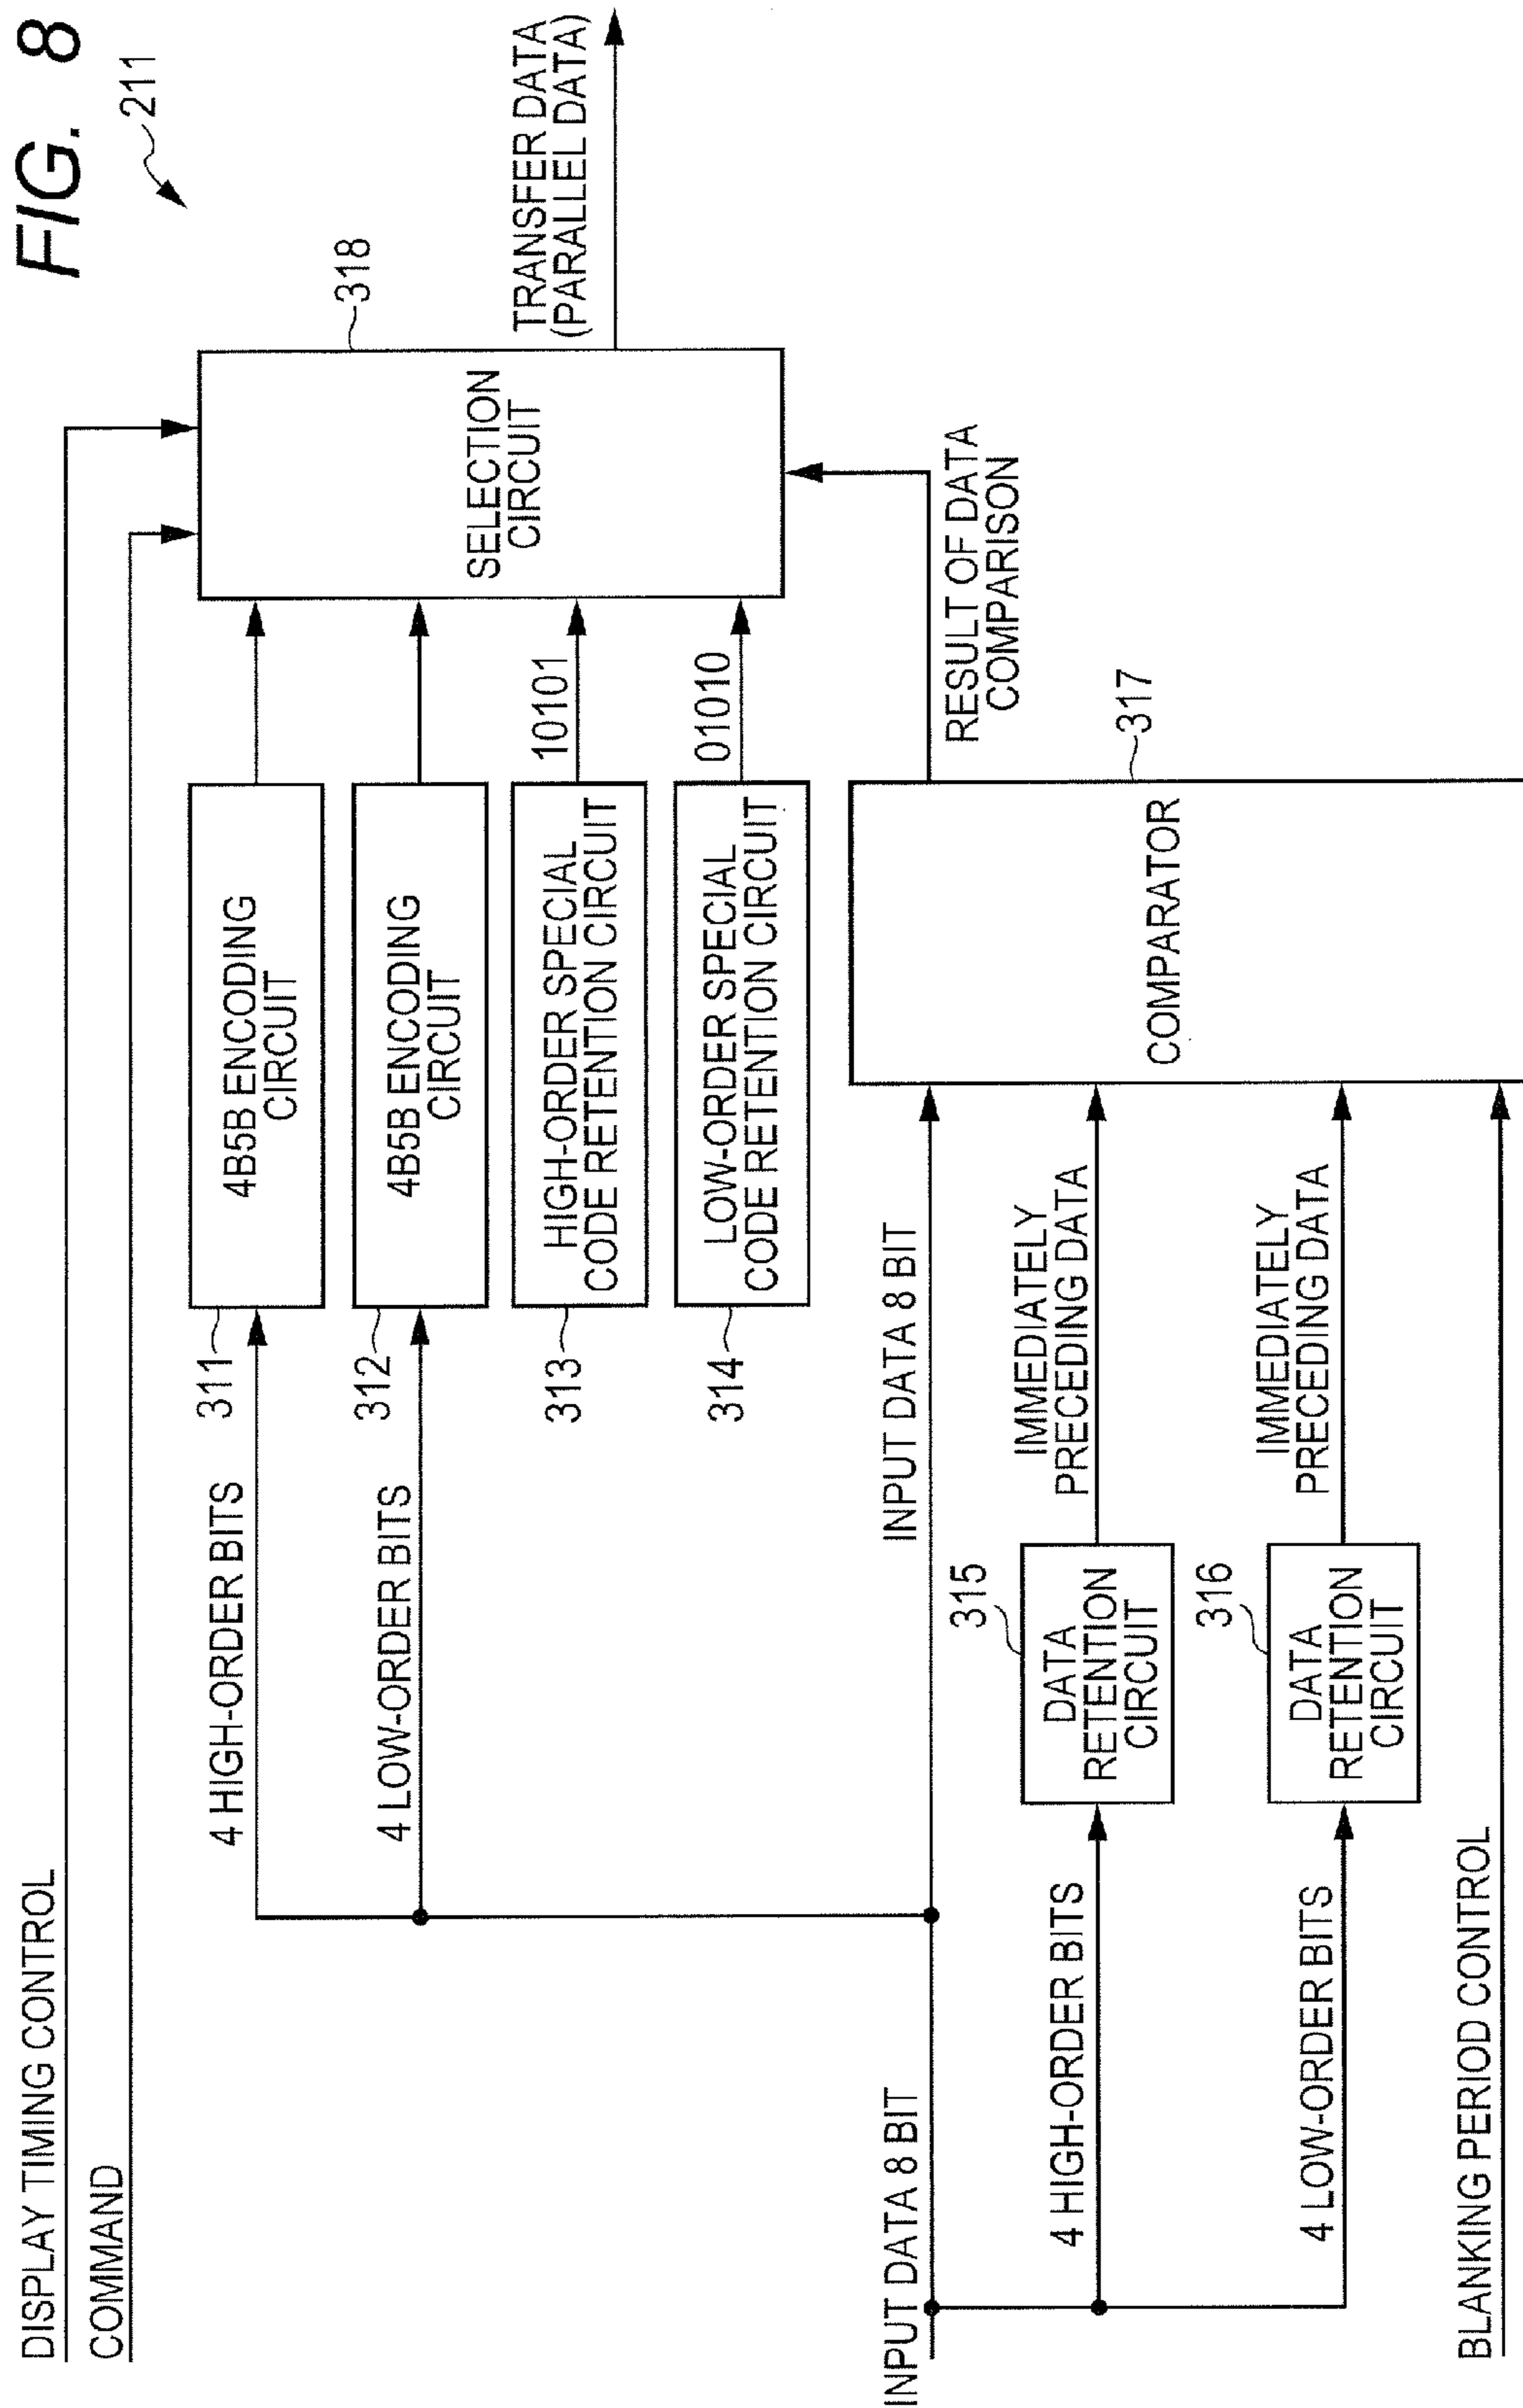 FIG. 8
211
DISPLAY TIMING CONTROL
COMMAND
4 HIGH-ORDER BITS
311
4B5B ENCODING
CIRCUIT
4 LOW-ORDER BITS
312
4B5B ENCODING
CIRCUIT
313
HIGH-ORDER SPECIAL
CODE RETENTION CIRCUIT
10101
314
LOW-ORDER SPECIAL
CODE RETENTION CIRCUIT
01010
SELECTION
CIRCUIT
318
TRANSFER DATA
(PARALLEL DATA)
INPUT DATA 8 BIT
INPUT DATA 8 BIT
4 HIGH-ORDER BITS
315
DATA
RETENTION
CIRCUIT
IMMEDIATELY
PRECEDING DATA
4 LOW-ORDER BITS
316
DATA
RETENTION
CIRCUIT
IMMEDIATELY
PRECEDING DATA
COMPARATOR
317
RESULT OF DATA
COMPARISON
BLANKING PERIOD CONTROL